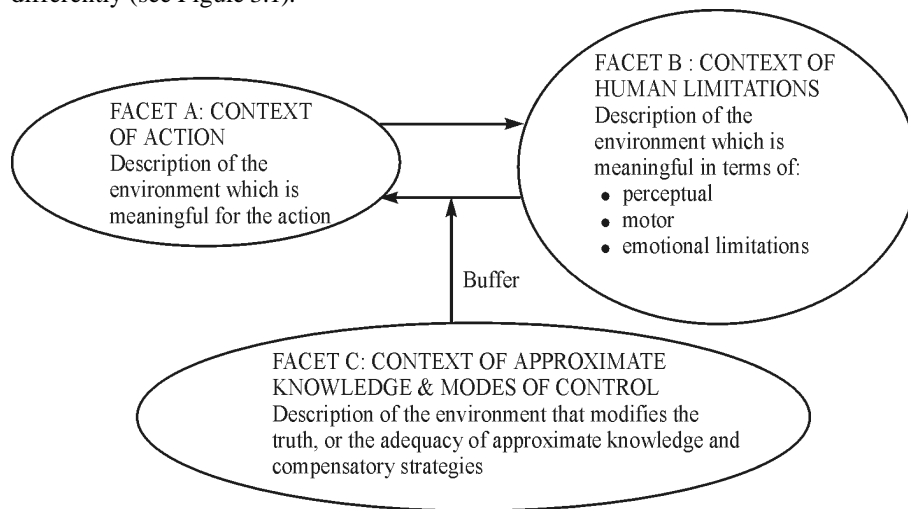 differently (see Figure 3.1).
FACET A: CONTEXT
OF ACTION
Description of the
environment which is
meaningful for the action
FACET B : CONTEXT OF
HUMAN LIMITATIONS
Description of the
environment which is
meaningful in terms of:
• perceptual
• motor
• emotional limitations
Buffer
FACET C: CONTEXT OF APPROXIMATE
KNOWLEDGE & MODES OF CONTROL
Description of the environment that modifies the
truth, or the adequacy of approximate knowledge and
compensatory strategies